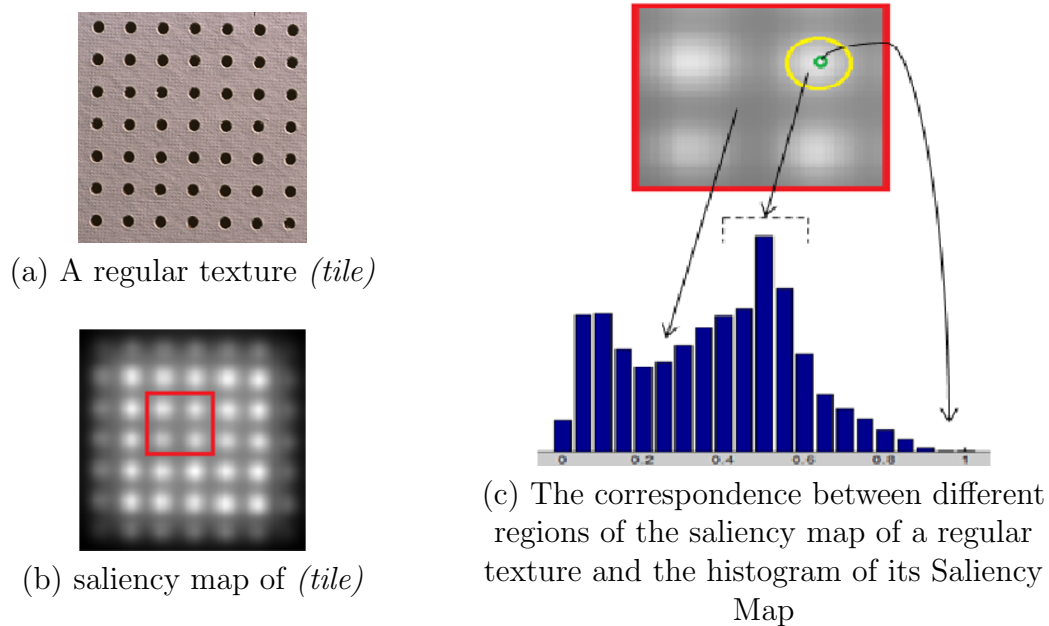 (a) A regular texture (tile)
(b) saliency map of (tile)
0 0.2 0.4 0.6 0.8 1
(c) The correspondence between different
regions of the saliency map of a regular
texture and the histogram of its Saliency
Map